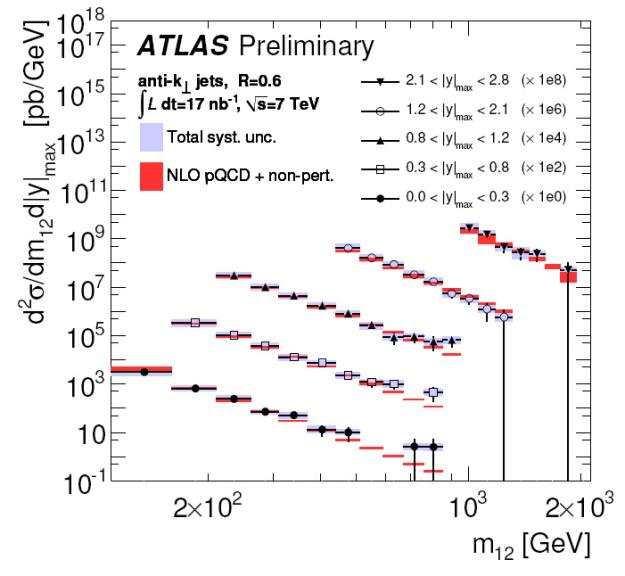 ATLAS Preliminary
anti-k⊥ jets, R=0.6
∫L dt=17 nb⁻¹, √s=7 TeV
Total syst. unc.
NLO pQCD + non-pert.
2.1 < |y|max < 2.8 (× 1e8)
1.2 < |y|max < 2.1 (× 1e6)
0.8 < |y|max < 1.2 (× 1e4)
0.3 < |y|max < 0.8 (× 1e2)
0.0 < |y|max < 0.3 (× 1e0)
d²σ/dm₁₂d|y|max [pb/GeV]
10¹⁸
10¹⁷
10¹⁵
10¹³
10¹¹
10⁹
10⁷
10⁵
10³
10
10⁻¹
2×10²
10³
2×10³
m₁₂ [GeV]